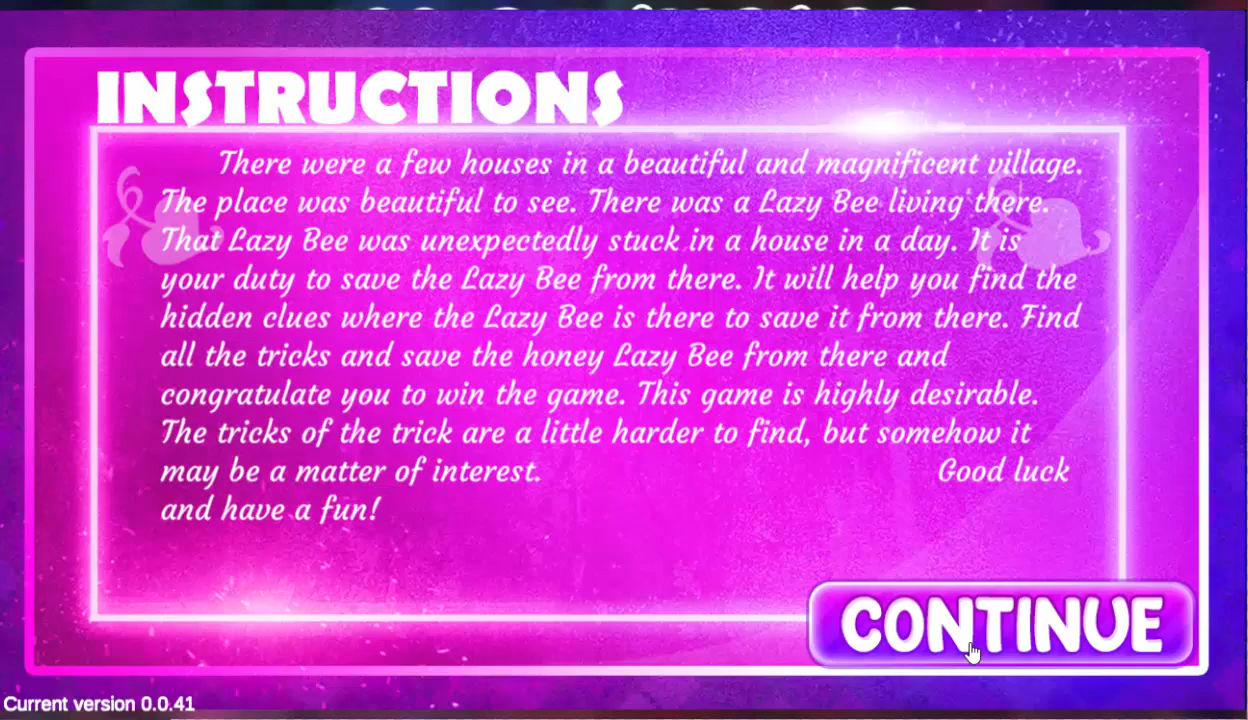 INSTRUCTIONS
There were a few houses in a beautiful and magnificent village.
The place was beautiful to see. There was a Lazy Bee living there.
That Lazy Bee was unexpectedly stuck in a house in a day. It is
your duty to save the Lazy Bee from there. It will help you find the
hidden clues where the Lazy Bee is there to save it from there. Find
all the tricks and save the honey Lazy Bee from there and
congratulate you to win the game. This game is highly desirable.
The tricks of the trick are a little harder to find, but somehow it
may be a matter of interest. Good luck
and have a fun!
CONTINUE
Current version 0.0.41